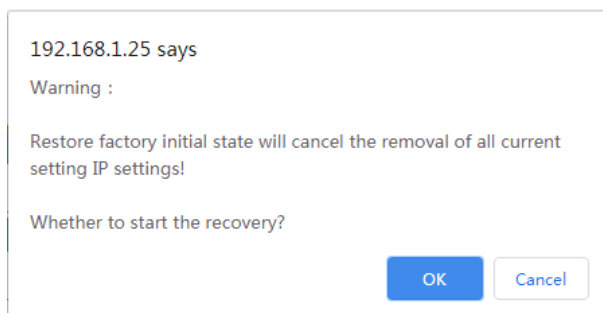 192.168.1.25 says
Warning :
Restore factory initial state will cancel the removal of all current
setting IP settings!
Whether to start the recovery?
OK
Cancel